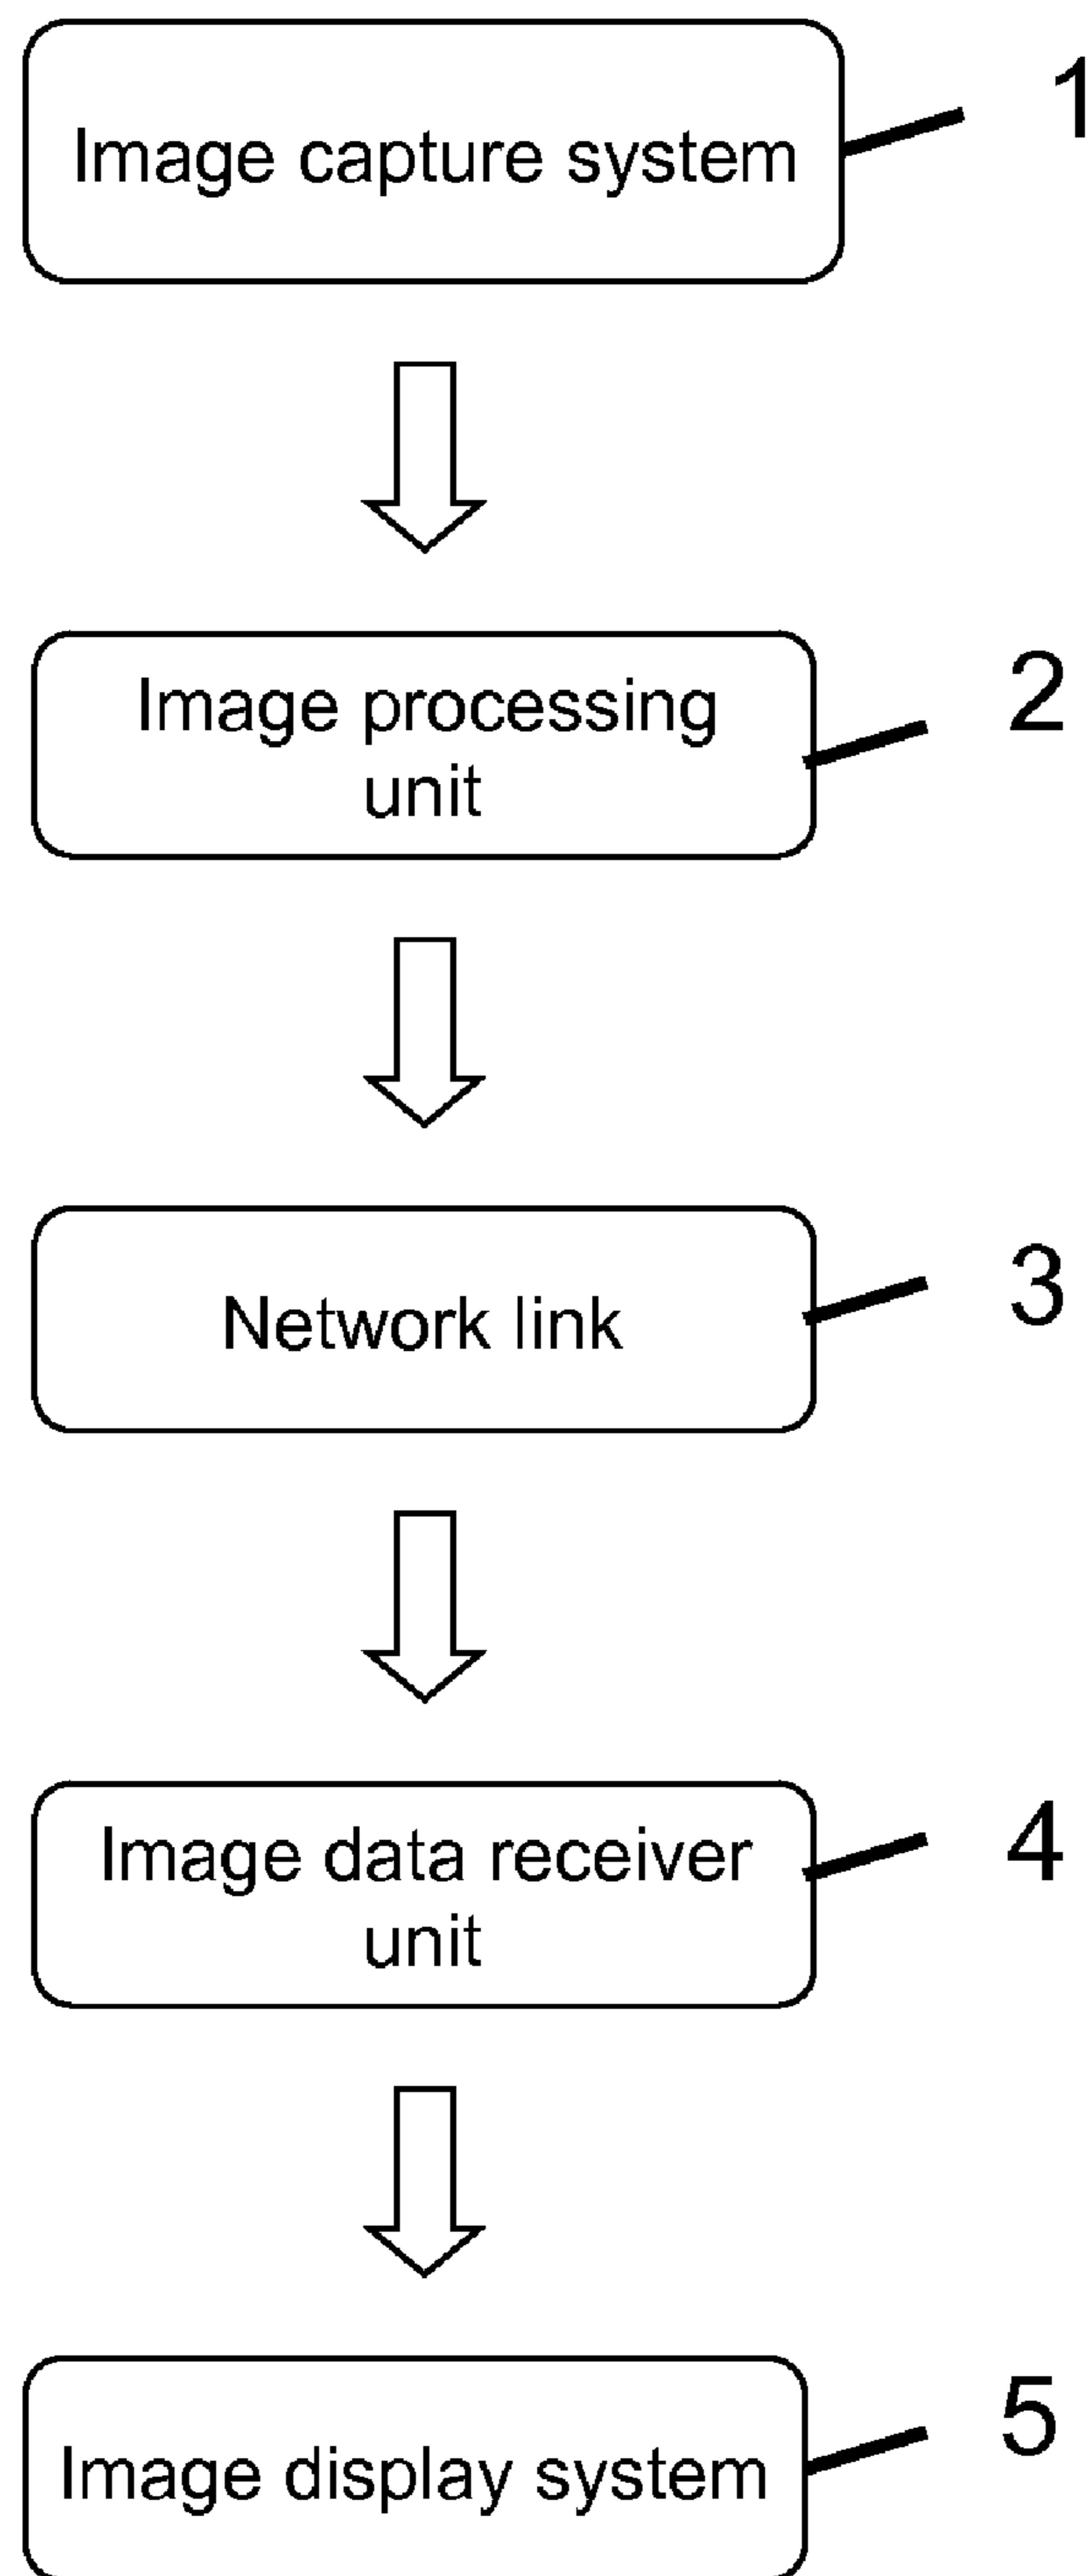 Image capture system
1
Image processing
unit
2
Network link
3
Image data receiver
unit
4
Image display system
5